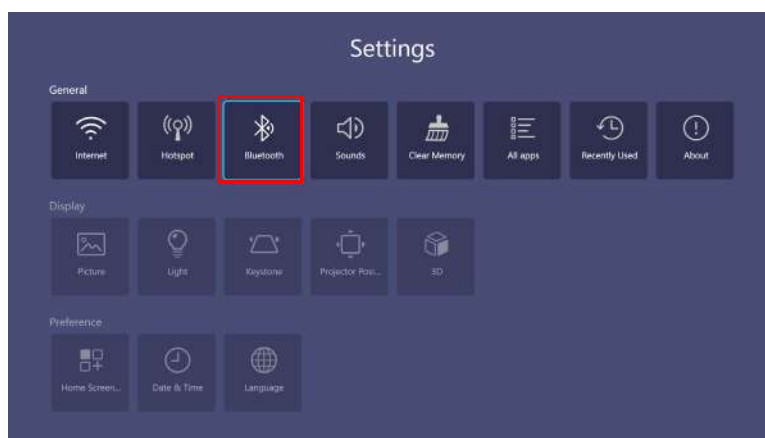 Settings
General
Internet
Hotspot
Bluetooth
Sounds
Clear Memory
All apps
Recently Used
About
Display
Picture
Light
Keystone
Projector Posi...
3D
Preference
Home Screen...
Date & Time
Language